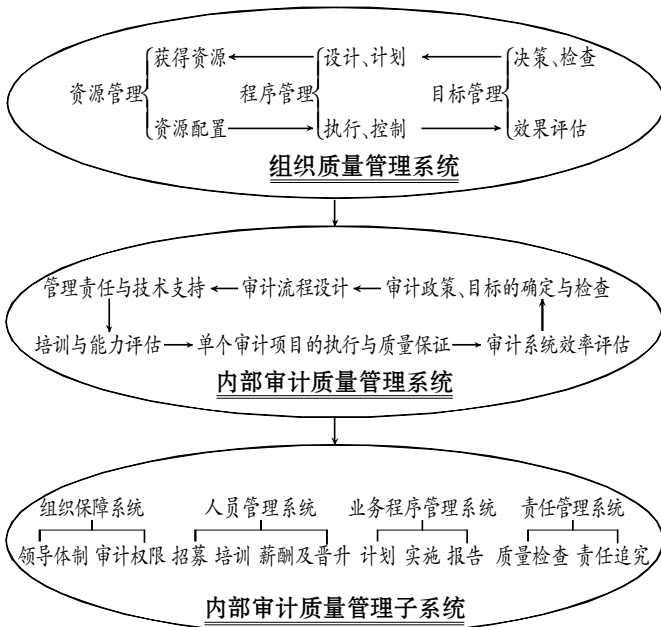 获得资源 设计、计划 决策、检查
资源管理 程序管理 目标管理
资源配置 执行、控制 效果评估
组织质量管理系统
管理责任与技术支持 审计流程设计 审计政策、目标的确定与检查
培训与能力评估 单个审计项目的执行与质量保证 审计系统效率评估
内部审计质量管理系统
组织保障系统 人员管理系统 业务程序管理系统 责任管理系统
领导体制 审计权限 招募 培训 薪酬及晋升 计划 实施 报告 质量检查 责任追究
内部审计质量管理子系统